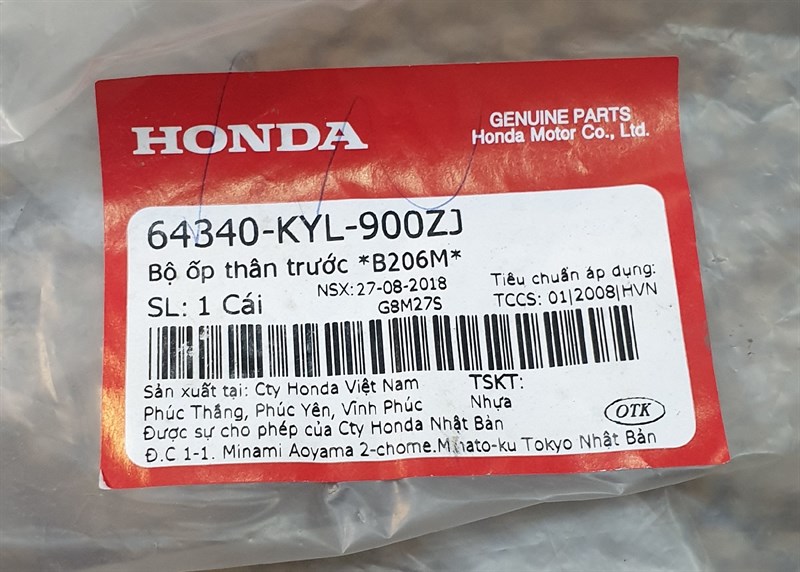 HONDA
GENUINE PARTS
Honda Motor Co., Ltd.
64340-KYL-900ZJ
Bộ ốp thân trước *B206M*
NSX:27-08-2018
Tiêu chuẩn áp dụng:
SL: 1 Cái
G8M27S
TCCS: 01|2008|HVN
Sản xuất tại: Cty Honda Việt Nam
TSKT:
Phúc Thắng, Phúc Yên, Vĩnh Phúc
Nhựa
Được sự cho phép của Cty Honda Nhật Bản
OTK
Đ.C 1-1. Minami Aoyama 2-chome.Minato-ku Tokyo Nhật Bản